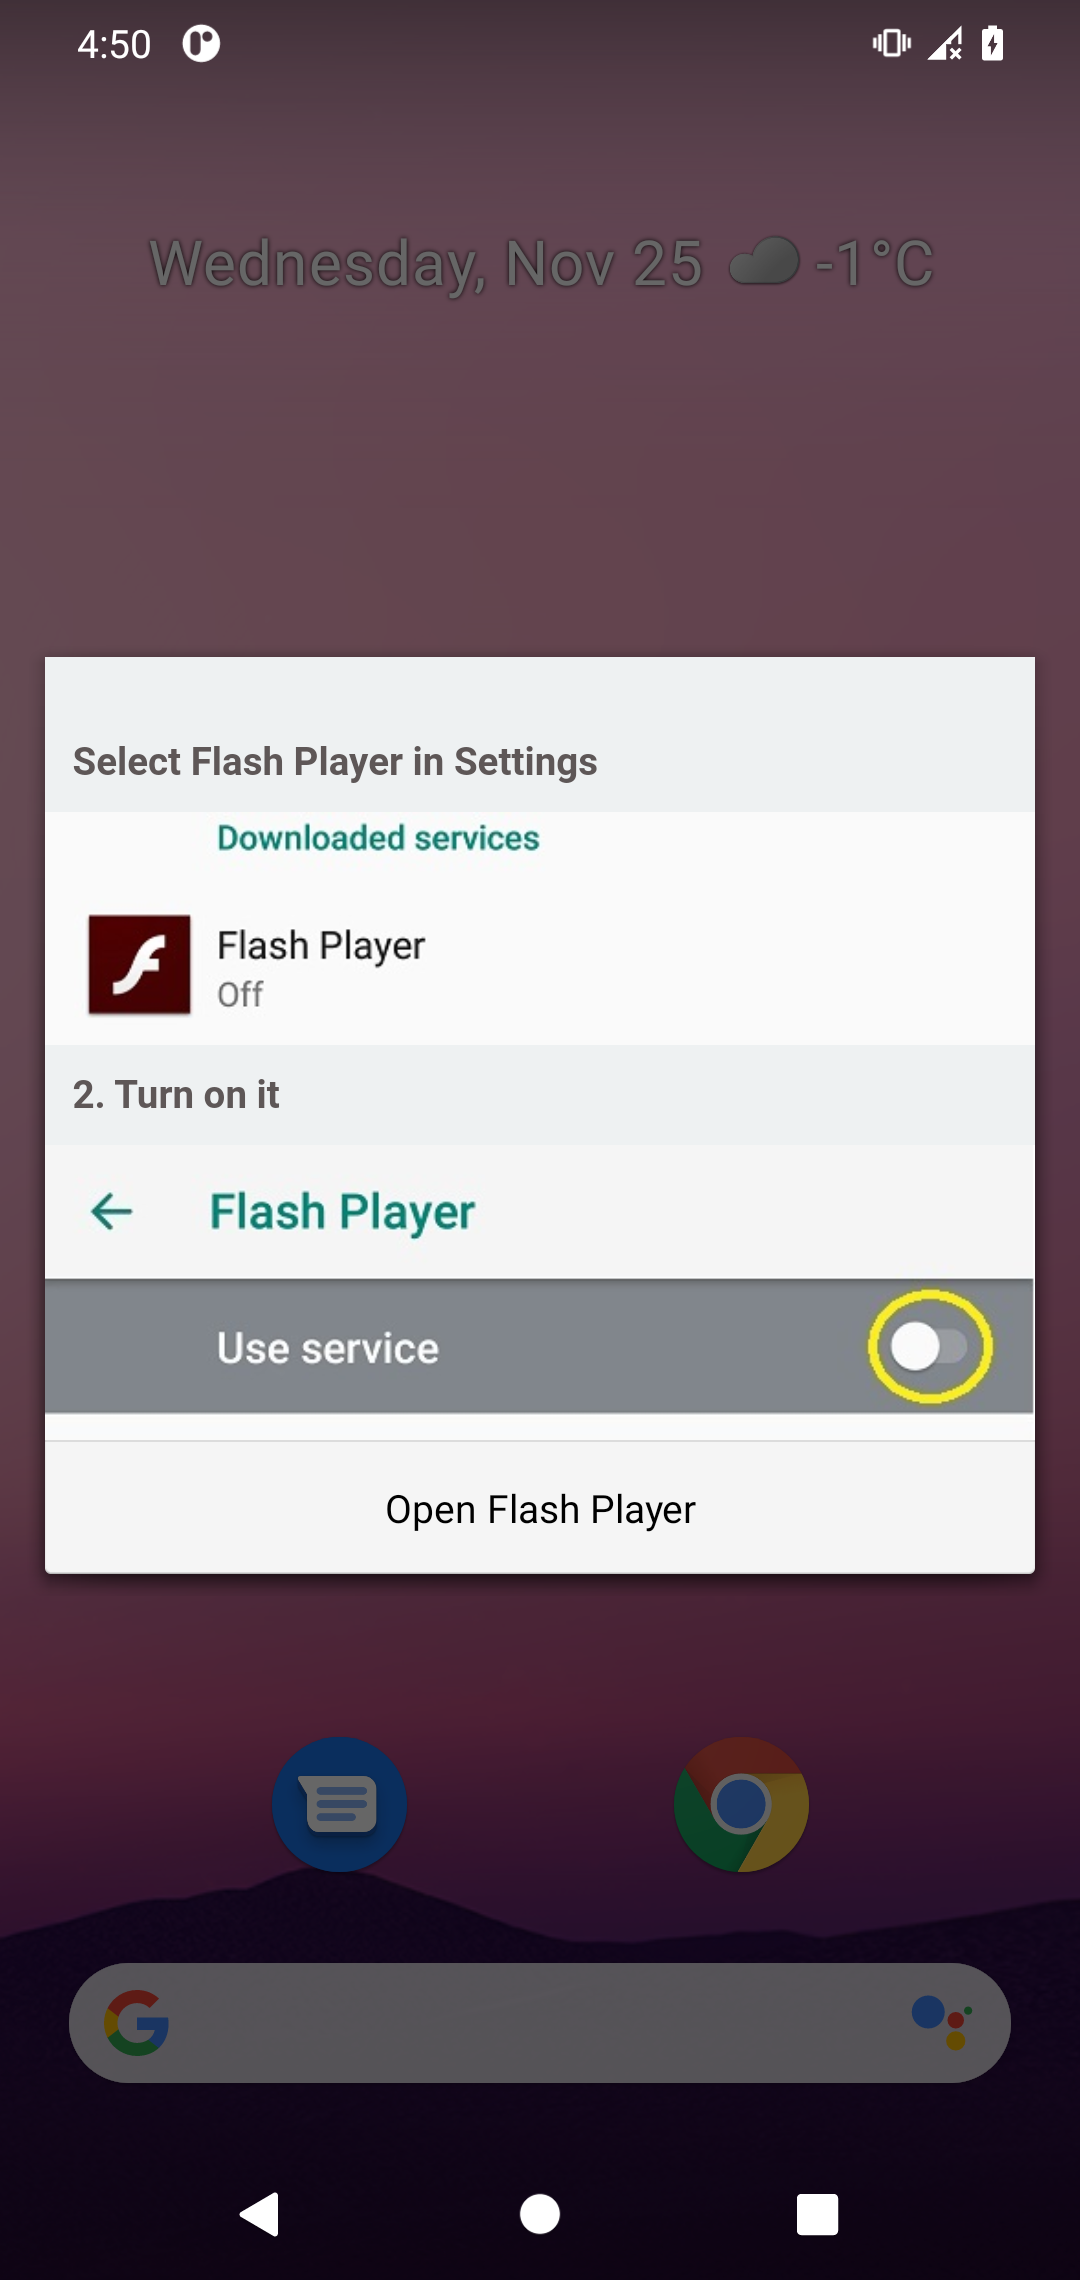 4:50
Wednesday, Nov 25 -1°C
Select Flash Player in Settings
Downloaded services
Flash Player
Off
2. Turn on it
Flash Player
Use service
Open Flash Player